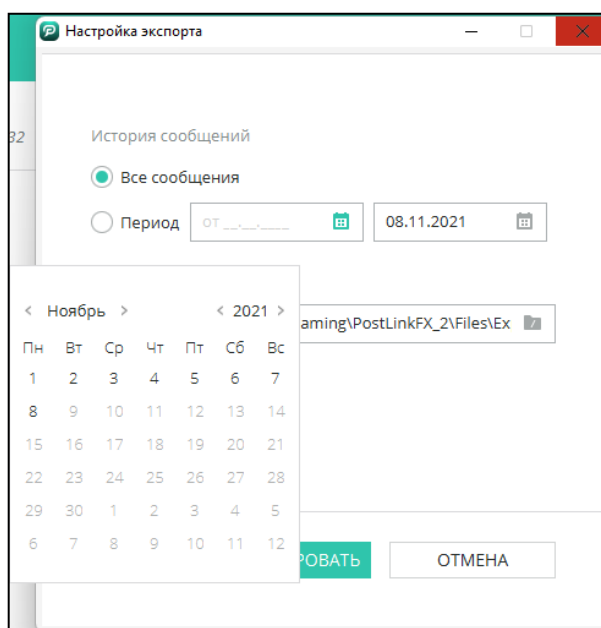 Настройка экспорта
32
История сообщений
Все сообщения
Период от __.__.____ 08.11.2021
< Ноябрь > < 2021 >
aming\PostLinkFX_2\Files\Ex
Пн Вт Ср Чт Пт Сб Вс
1 2 3 4 5 6 7
8 9 10 11 12 13 14
15 16 17 18 19 20 21
22 23 24 25 26 27 28
29 30 1 2 3 4 5
6 7 8 9 10 11 12
РОВАТЬ ОТМЕНА